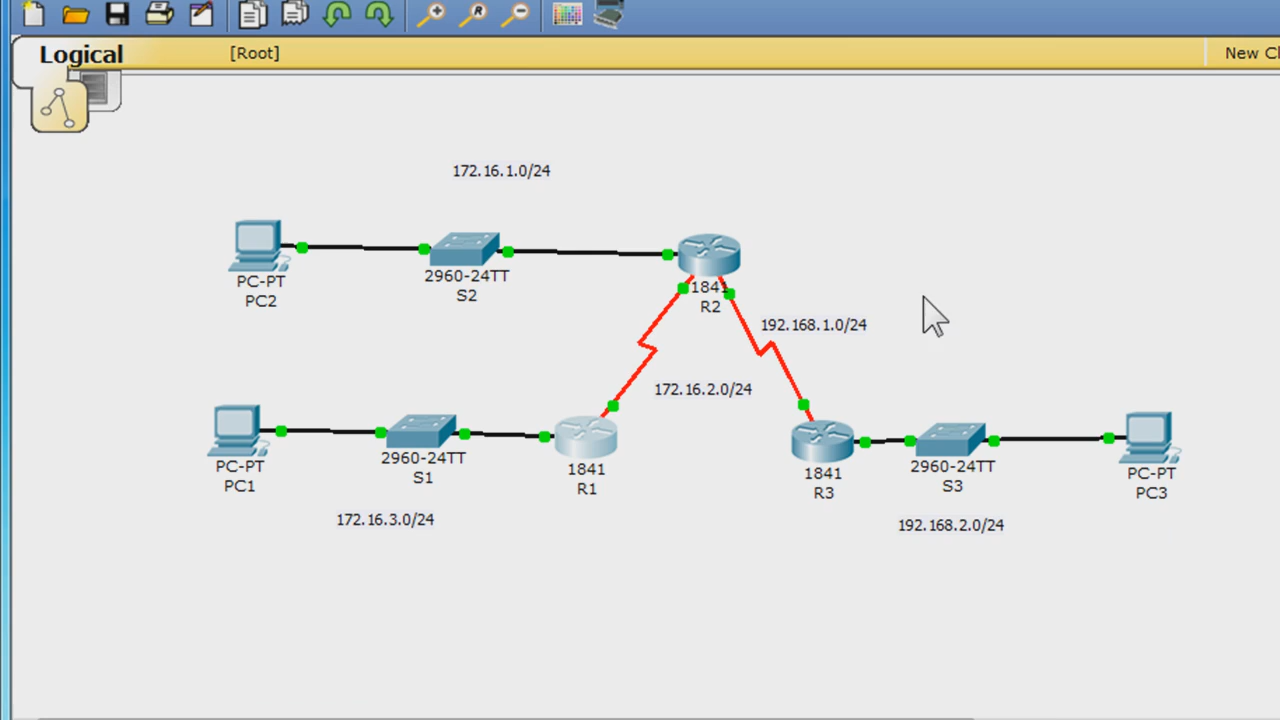 Logical
[Root]
New Cl
172.16.1.0/24
PC-PT
PC2
2960-24TT
S2
1841
R2
192.168.1.0/24
172.16.2.0/24
PC-PT
PC1
2960-24TT
S1
1841
R1
1841
R3
2960-24TT
S3
PC-PT
PC3
172.16.3.0/24
192.168.2.0/24
R